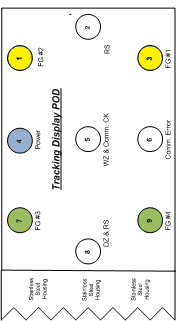 2
RS
1
FG #2
3
FG #1
Tracking Display POD
4
Power
5
WZ & Comm. CK
6
Comm. Error
7
FG #3
8
DZ & RS
9
FG #4
Stainless
Steel
Housing
Stainless
Steel
Housing
Stainless
Steel
Housing